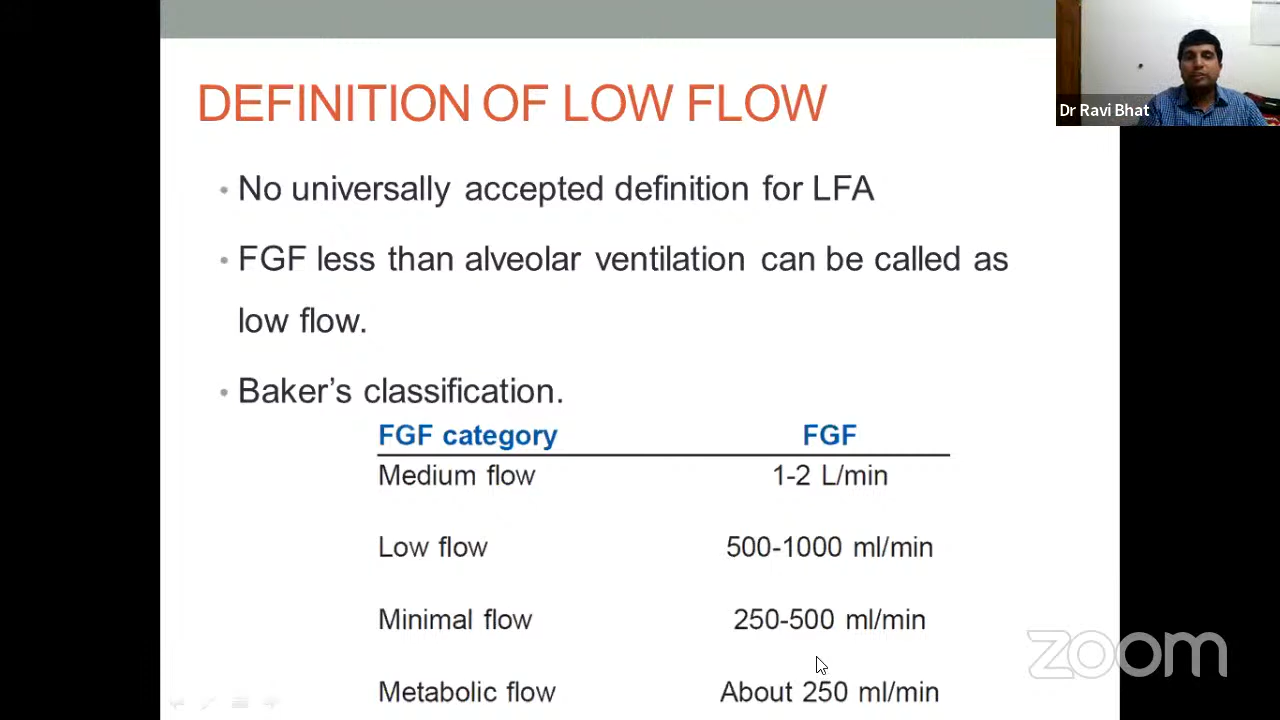 DEFINITION OF LOW FLOW
Dr Ravi Bhat
• No universally accepted definition for LFA
• FGF less than alveolar ventilation can be called as
low flow.
• Baker’s classification.
FGF category FGF
Medium flow 1-2 L/min
Low flow 500-1000 ml/min
Minimal flow 250-500 ml/min
Metabolic flow About 250 ml/min
zoom